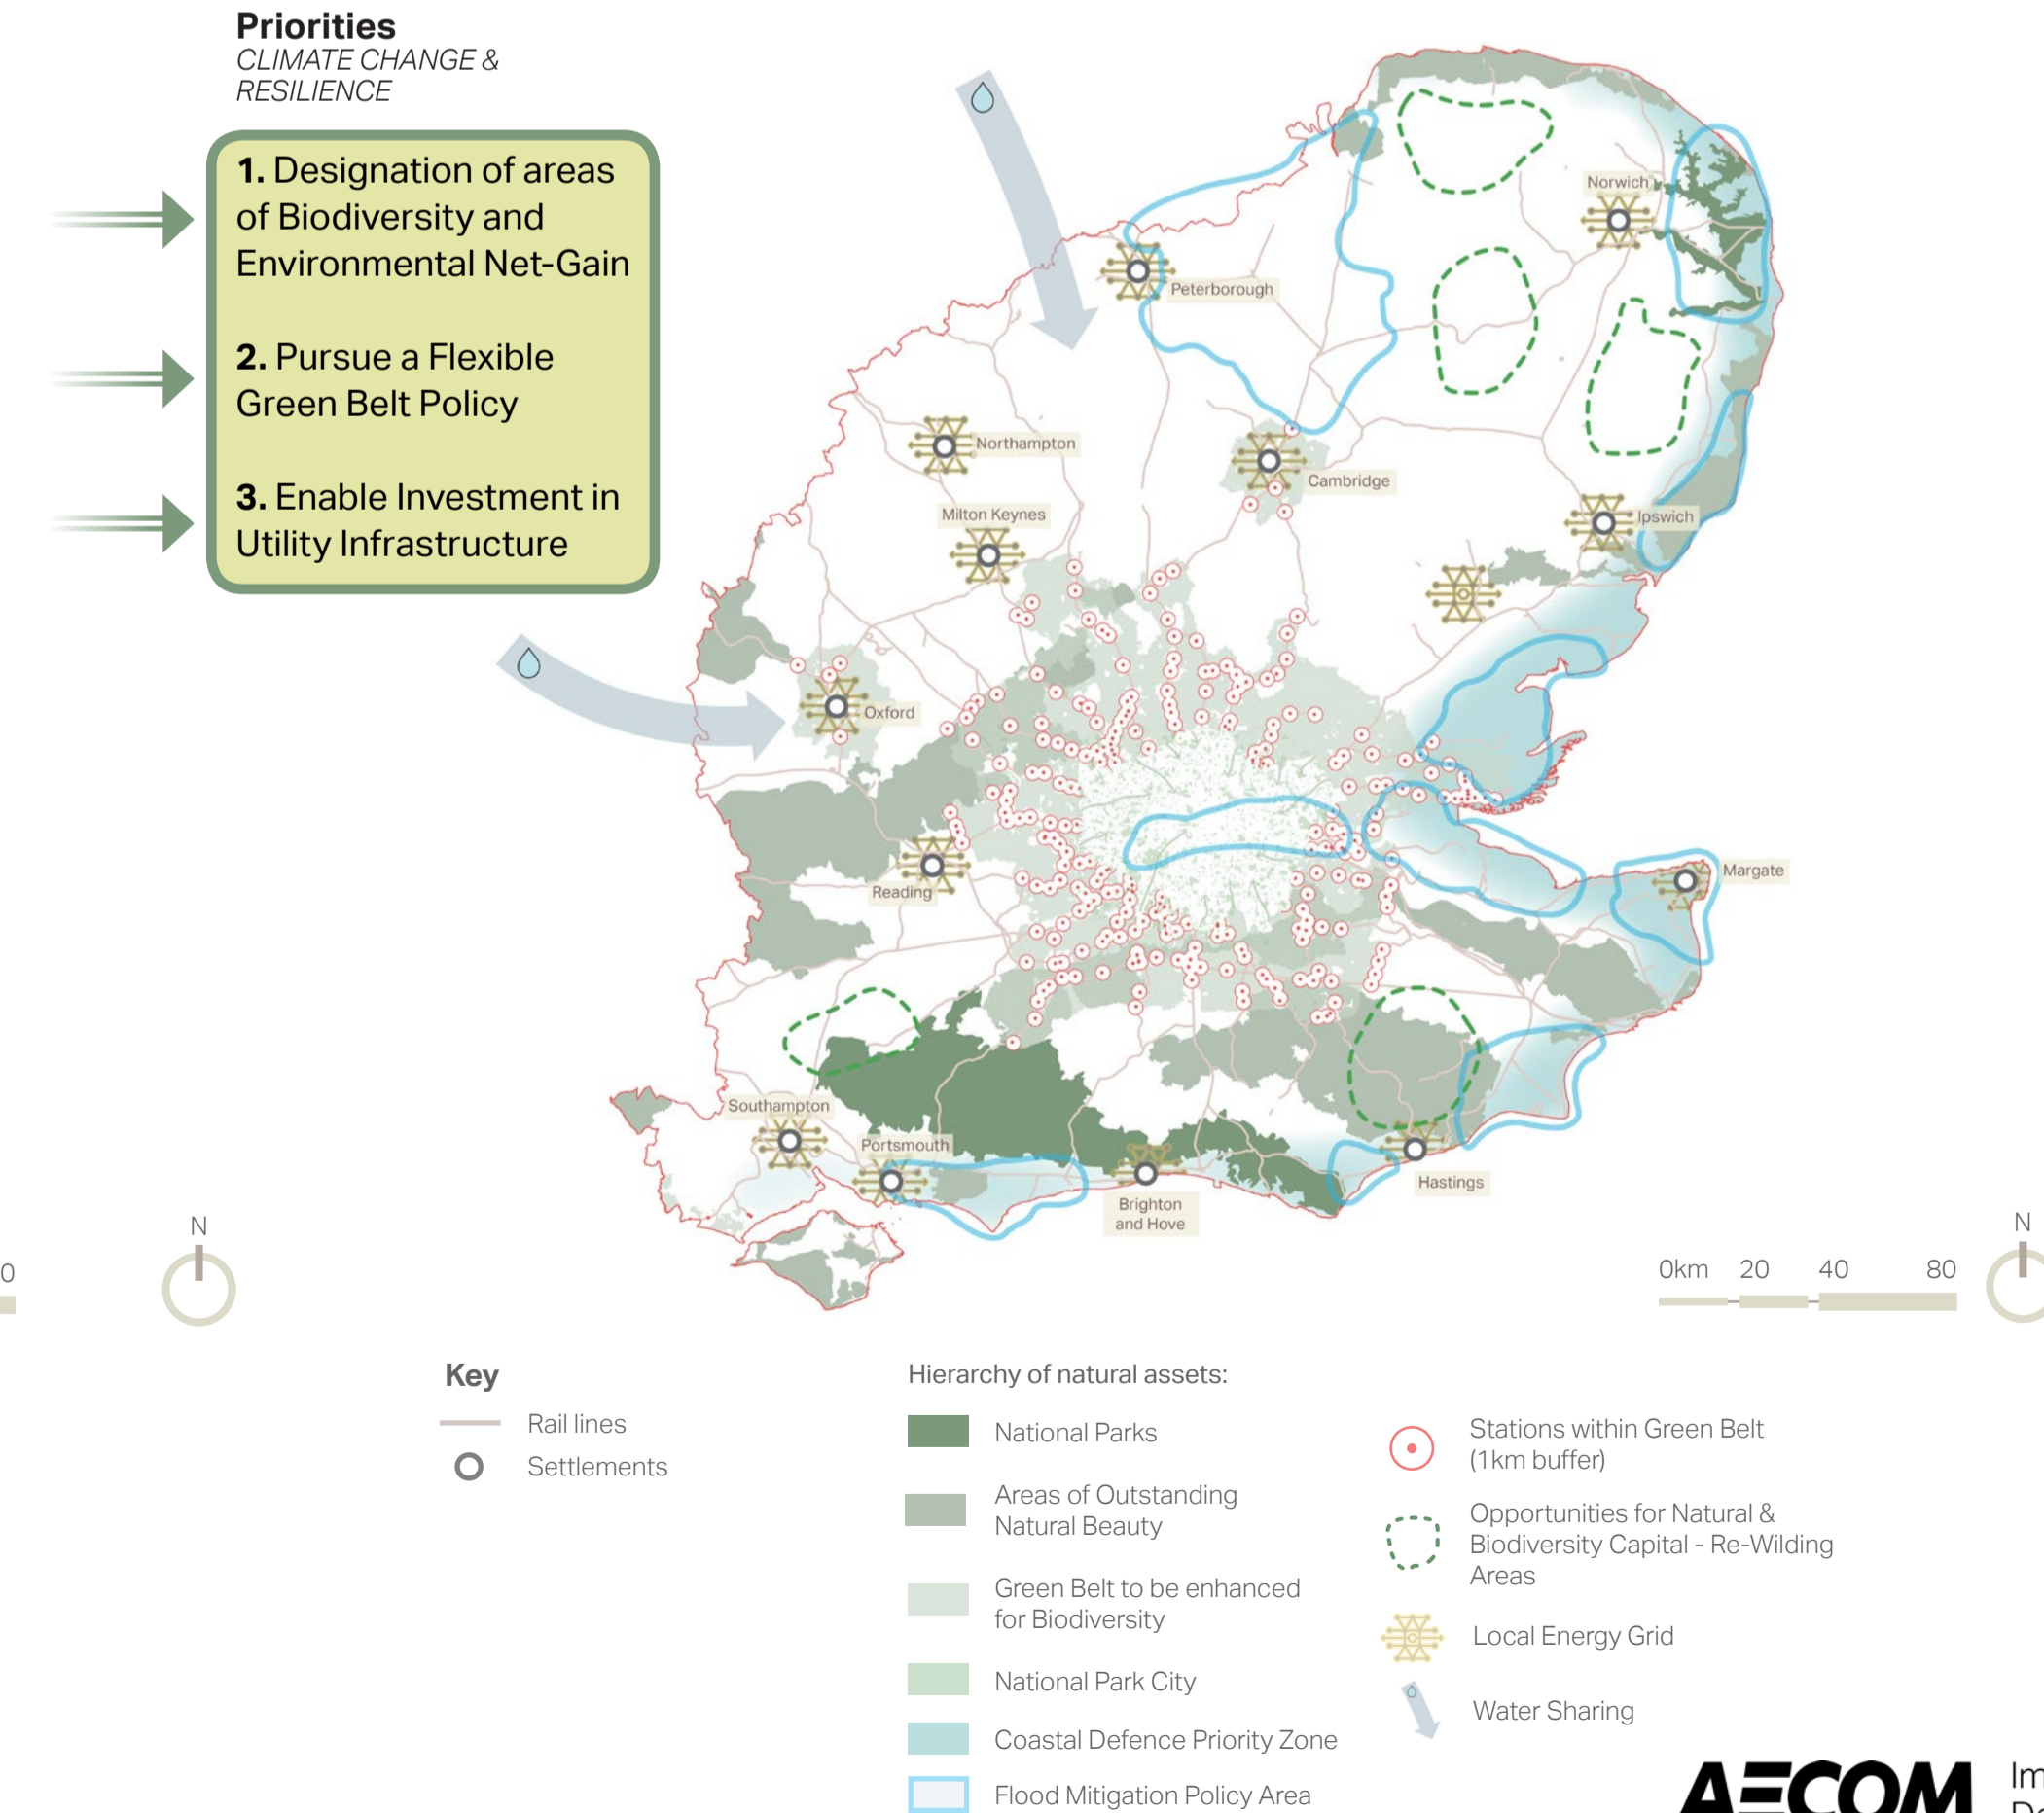 Priorities
CLIMATE CHANGE &
RESILIENCE
1. Designation of areas
of Biodiversity and
Environmental Net-Gain
2. Pursue a Flexible
Green Belt Policy
3. Enable Investment in
Utility Infrastructure
Norwich
Peterborough
Northampton
Cambridge
Milton Keynes
Ipswich
Oxford
Reading
Margate
Southampton
Portsmouth
Brighton
and Hove
Hastings
0
N
0km 20 40 80
N
Key
Rail lines
Settlements
Hierarchy of natural assets:
National Parks
Areas of Outstanding
Natural Beauty
Green Belt to be enhanced
for Biodiversity
National Park City
Coastal Defence Priority Zone
Flood Mitigation Policy Area
Stations within Green Belt
(1km buffer)
Opportunities for Natural &
Biodiversity Capital - Re-Wilding
Areas
Local Energy Grid
Water Sharing
AECOM